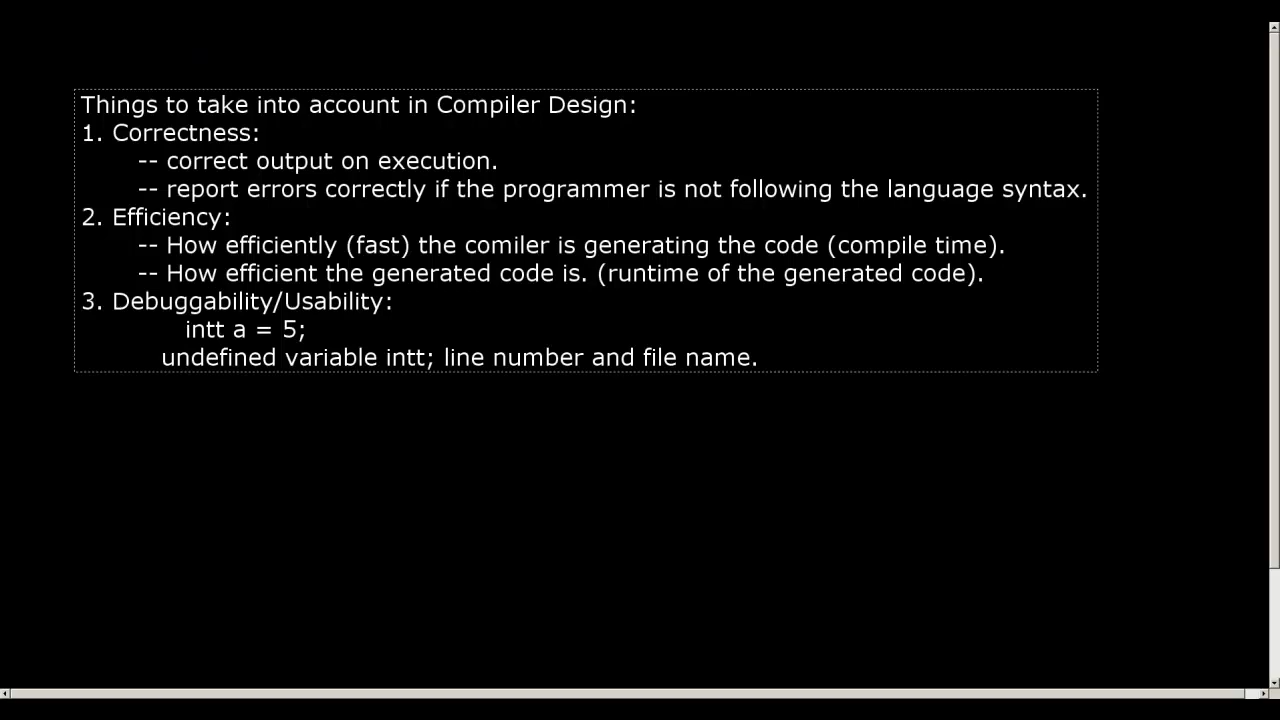 Things to take into account in Compiler Design:
1. Correctness:
-- correct output on execution.
-- report errors correctly if the programmer is not following the language syntax.
2. Efficiency:
-- How efficiently (fast) the comiler is generating the code (compile time).
-- How efficient the generated code is. (runtime of the generated code).
3. Debuggability/Usability:
intt a = 5;
undefined variable intt; line number and file name.